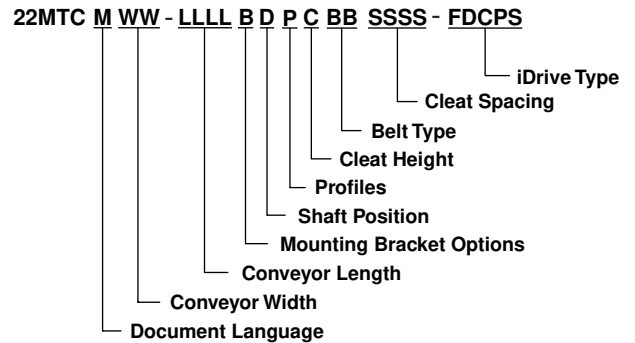 22MTC M WW - LLLL B D P C BB SSSS - FDCPS
iDrive Type
Cleat Spacing
Belt Type
Cleat Height
Profiles
Shaft Position
Mounting Bracket Options
Conveyor Length
Conveyor Width
Document Language